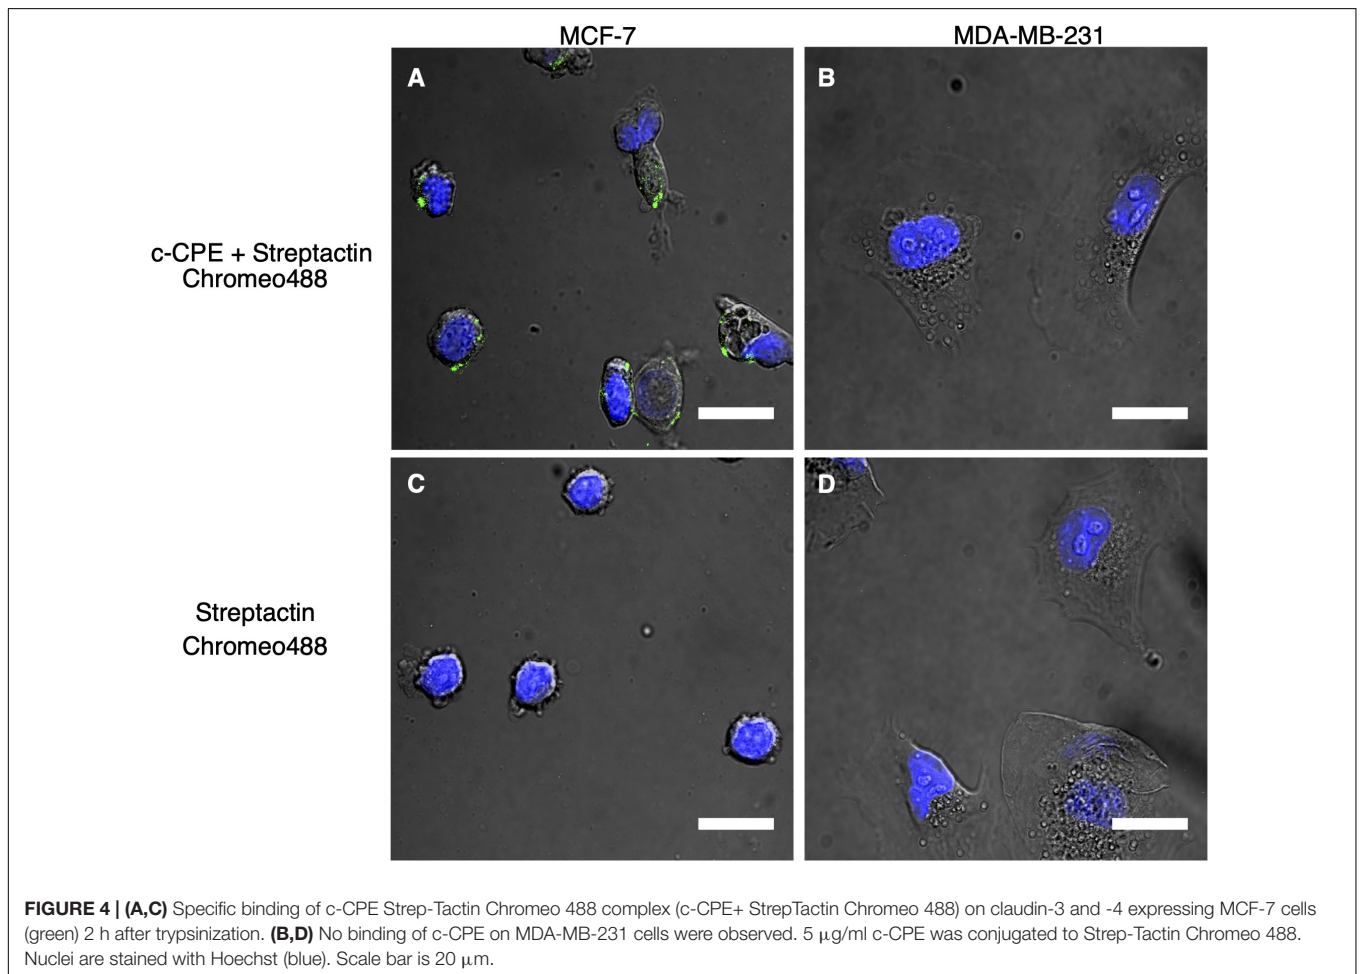 MCF-7
MDA-MB-231
A
B
c-CPE + Streptactin
Chromeo488
C
D
Streptactin
Chromeo488
FIGURE 4 | (A,C) Specific binding of c-CPE Strep-Tactin Chromeo 488 complex (c-CPE+ StrepTactin Chromeo 488) on claudin-3 and -4 expressing MCF-7 cells
(green) 2 h after trypsinization. (B,D) No binding of c-CPE on MDA-MB-231 cells were observed. 5 μg/ml c-CPE was conjugated to Strep-Tactin Chromeo 488.
Nuclei are stained with Hoechst (blue). Scale bar is 20 μm.